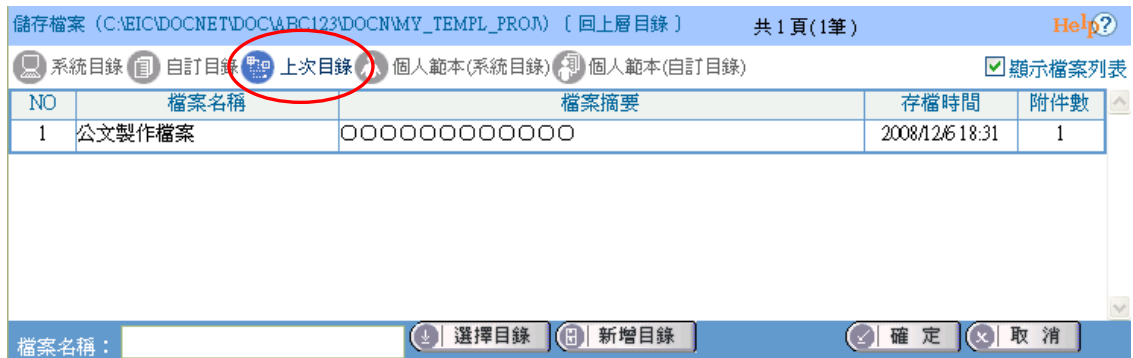 儲存檔案 (C:\EIC\DOCNET\DOC\ABC123\DOCN\MY_TEMPL_PROJ\) 〔 回上層目錄 〕 共1頁(1筆) Help?
系統目錄 自訂目錄 上次目錄 個人範本(系統目錄) 個人範本(自訂目錄) 顯示檔案列表
NO 檔案名稱 檔案摘要 存檔時間 附件數
1 公文製作檔案 ○○○○○○○○○○○○ 2008/12/6 18:31 1
檔案名稱： 選擇目錄 新增目錄 確 定 取 消